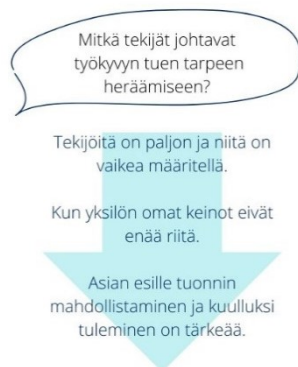 Mitkä tekijät johtavat
työkyvyn tuen tarpeen
heräämiseen?
Tekijöitä on paljon ja niitä on
vaikea määritellä.
Kun yksilön omat keinot eivät
enää riitä.
Asian esille tuonnin
mahdollistaminen ja kuulluksi
tuleminen on tärkeää.